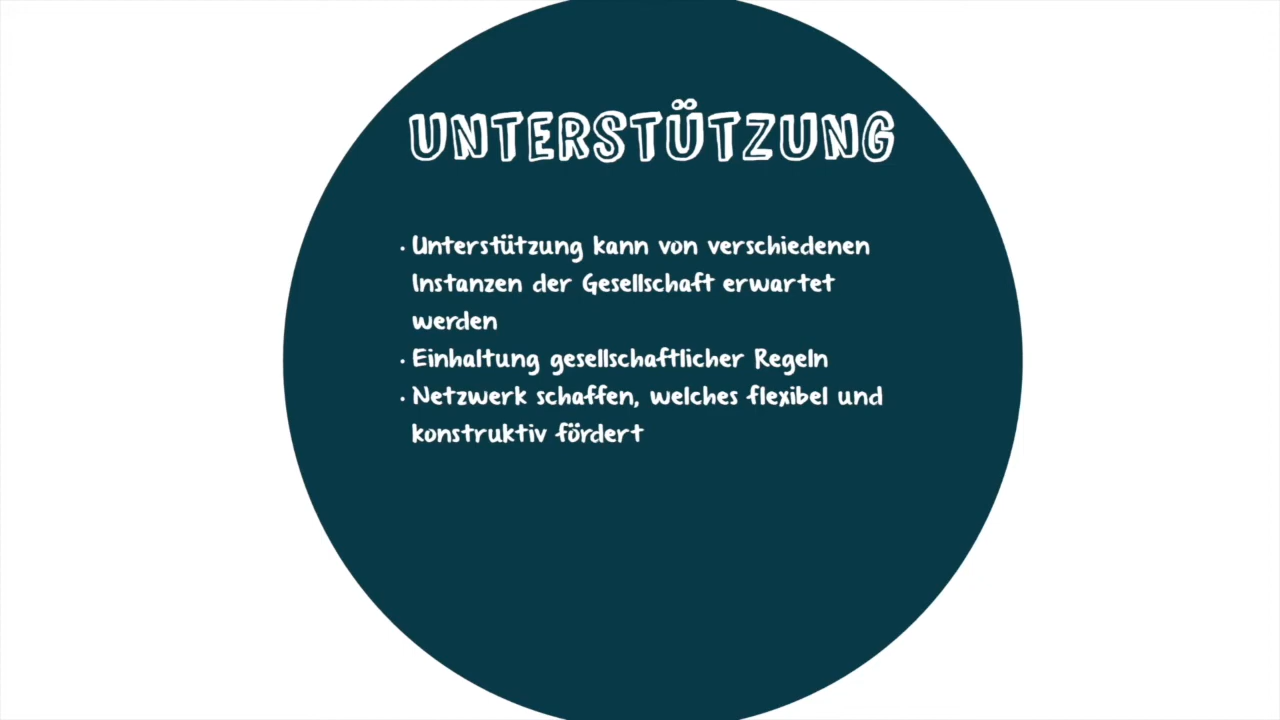 UNTERSTÜTZUNG
• Unterstützung kann von verschiedenen
Instanzen der Gesellschaft erwartet
werden
• Einhaltung gesellschaftlicher Regeln
• Netzwerk schaffen, welches flexibel und
konstruktiv fördert